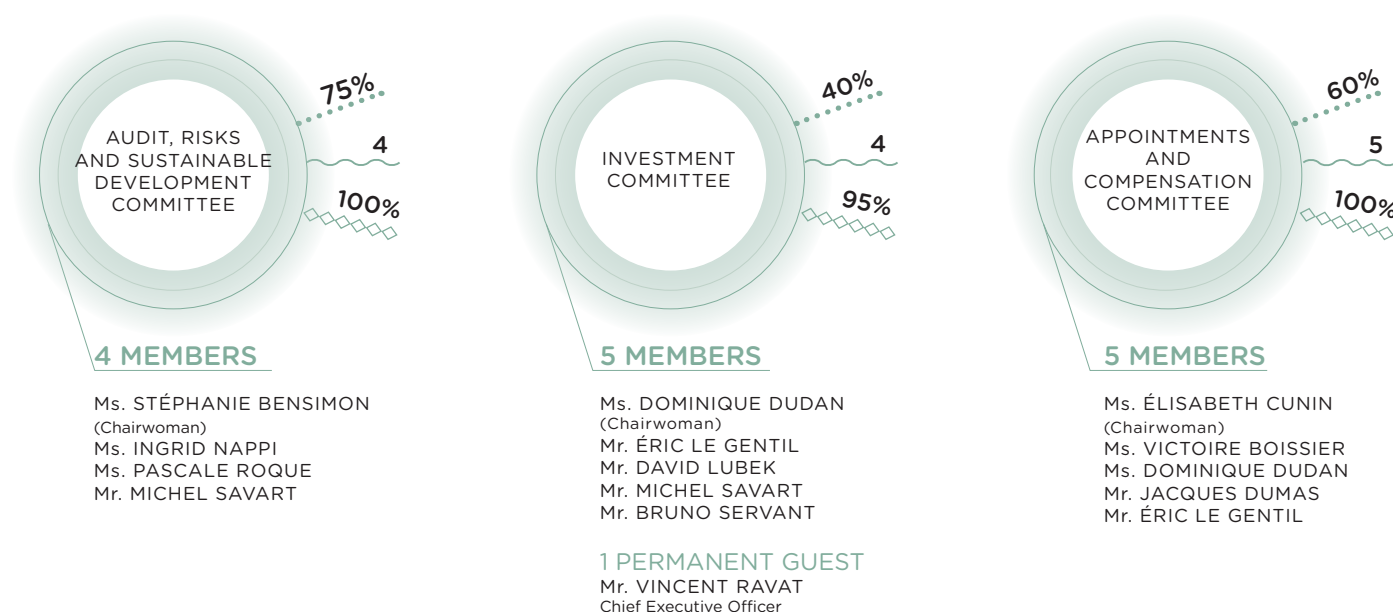 75%
4
100%
AUDIT, RISKS
AND SUSTAINABLE
DEVELOPMENT
COMMITTEE
4 MEMBERS
Ms. STÉPHANIE BENSIMON
(Chairwoman)
Ms. INGRID NAPPI
Ms. PASCALE ROQUE
Mr. MICHEL SAVART
40%
4
95%
INVESTMENT
COMMITTEE
5 MEMBERS
Ms. DOMINIQUE DUDAN
(Chairwoman)
Mr. ÉRIC LE GENTIL
Mr. DAVID LUBEK
Mr. MICHEL SAVART
Mr. BRUNO SERVANT
1 PERMANENT GUEST
Mr. VINCENT RAVAT
Chief Executive Officer
60%
5
100%
APPOINTMENTS
AND
COMPENSATION
COMMITTEE
5 MEMBERS
Ms. ÉLISABETH CUNIN
(Chairwoman)
Ms. VICTOIRE BOISSIER
Ms. DOMINIQUE DUDAN
Mr. JACQUES DUMAS
Mr. ÉRIC LE GENTIL